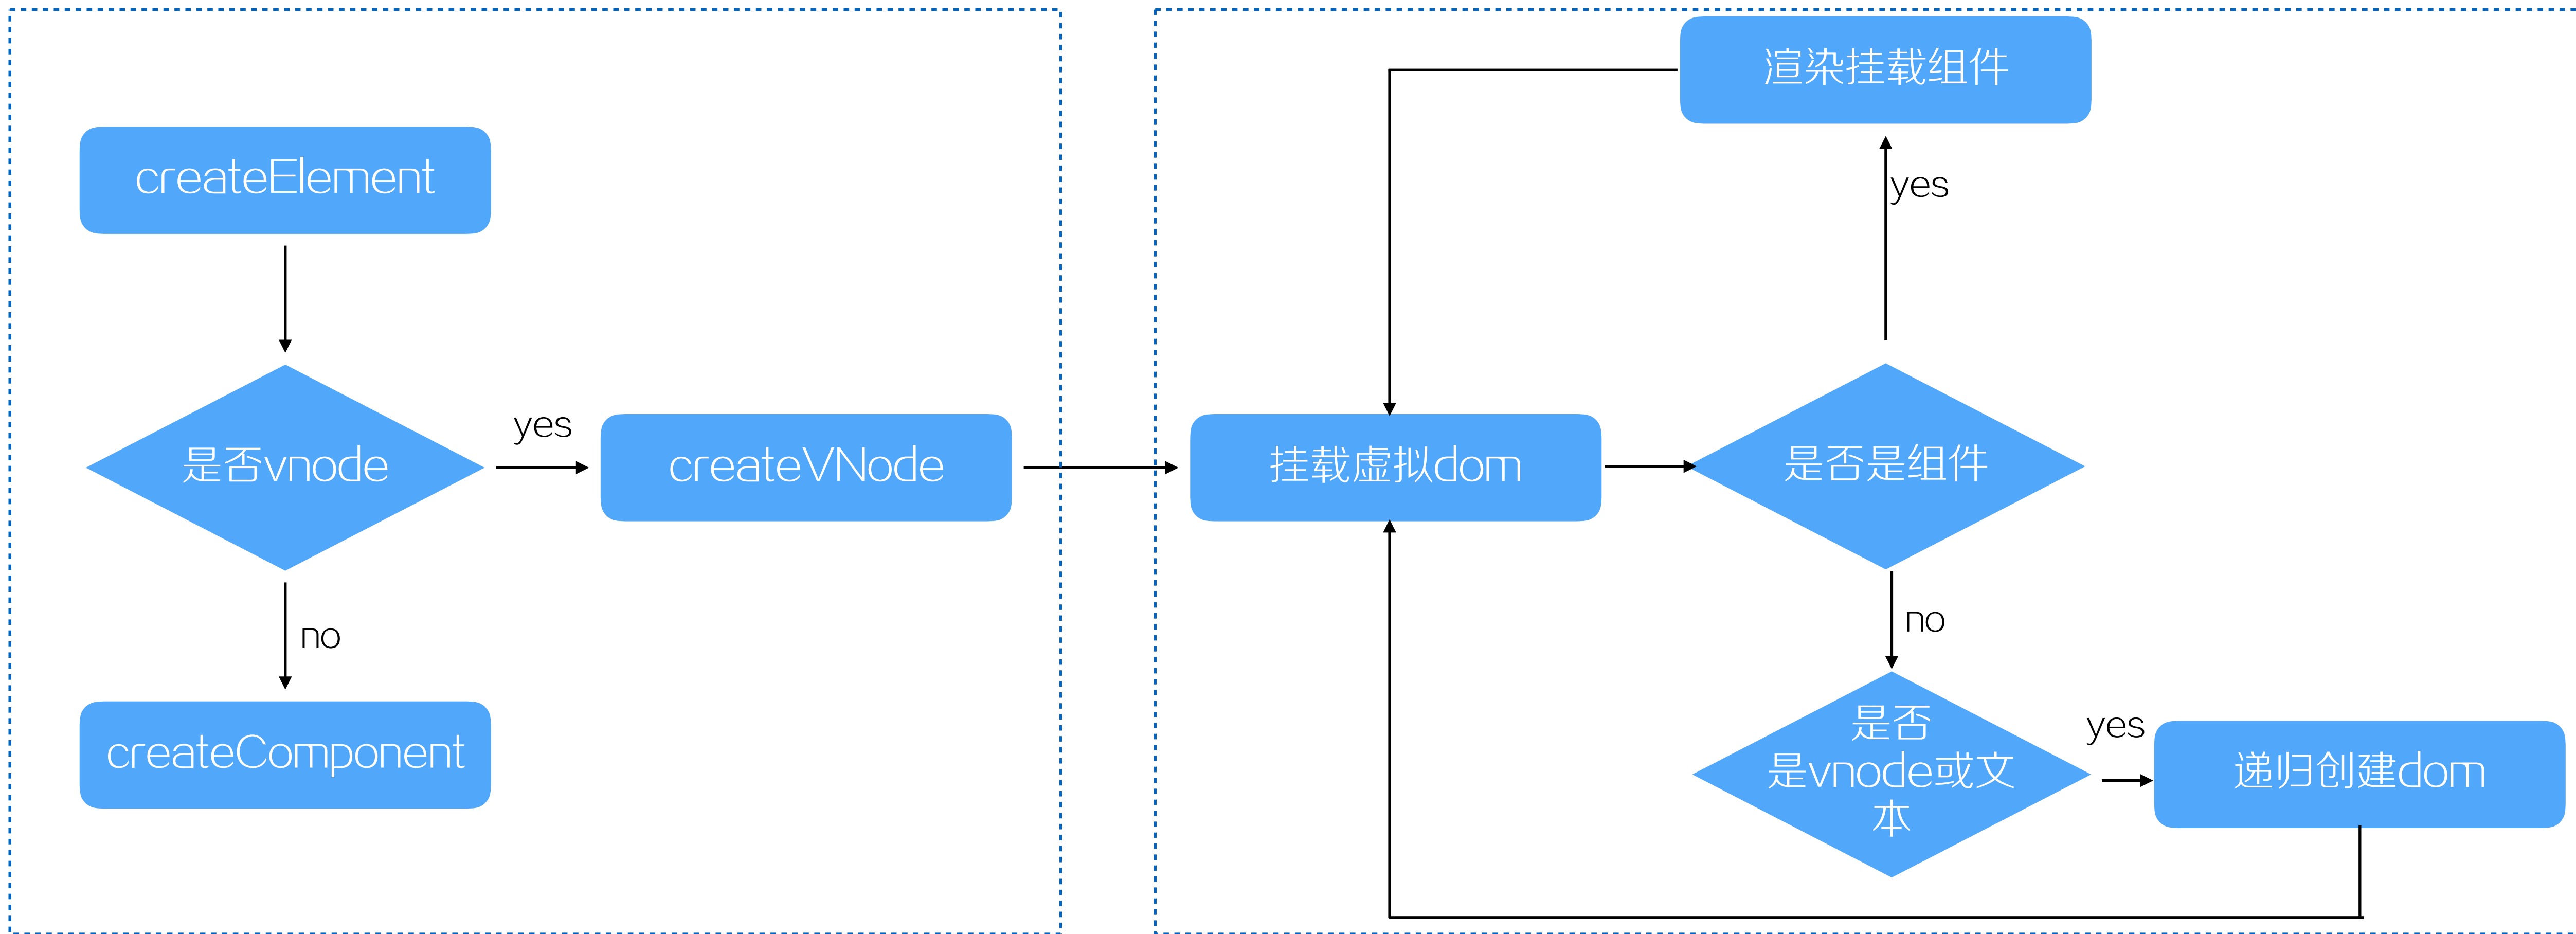 createElement
是否vnode
yes
createVNode
no
createComponent
渲染挂载组件
yes
挂载虚拟dom
是否是组件
no
是否
是vnode或文
本
yes
递归创建dom